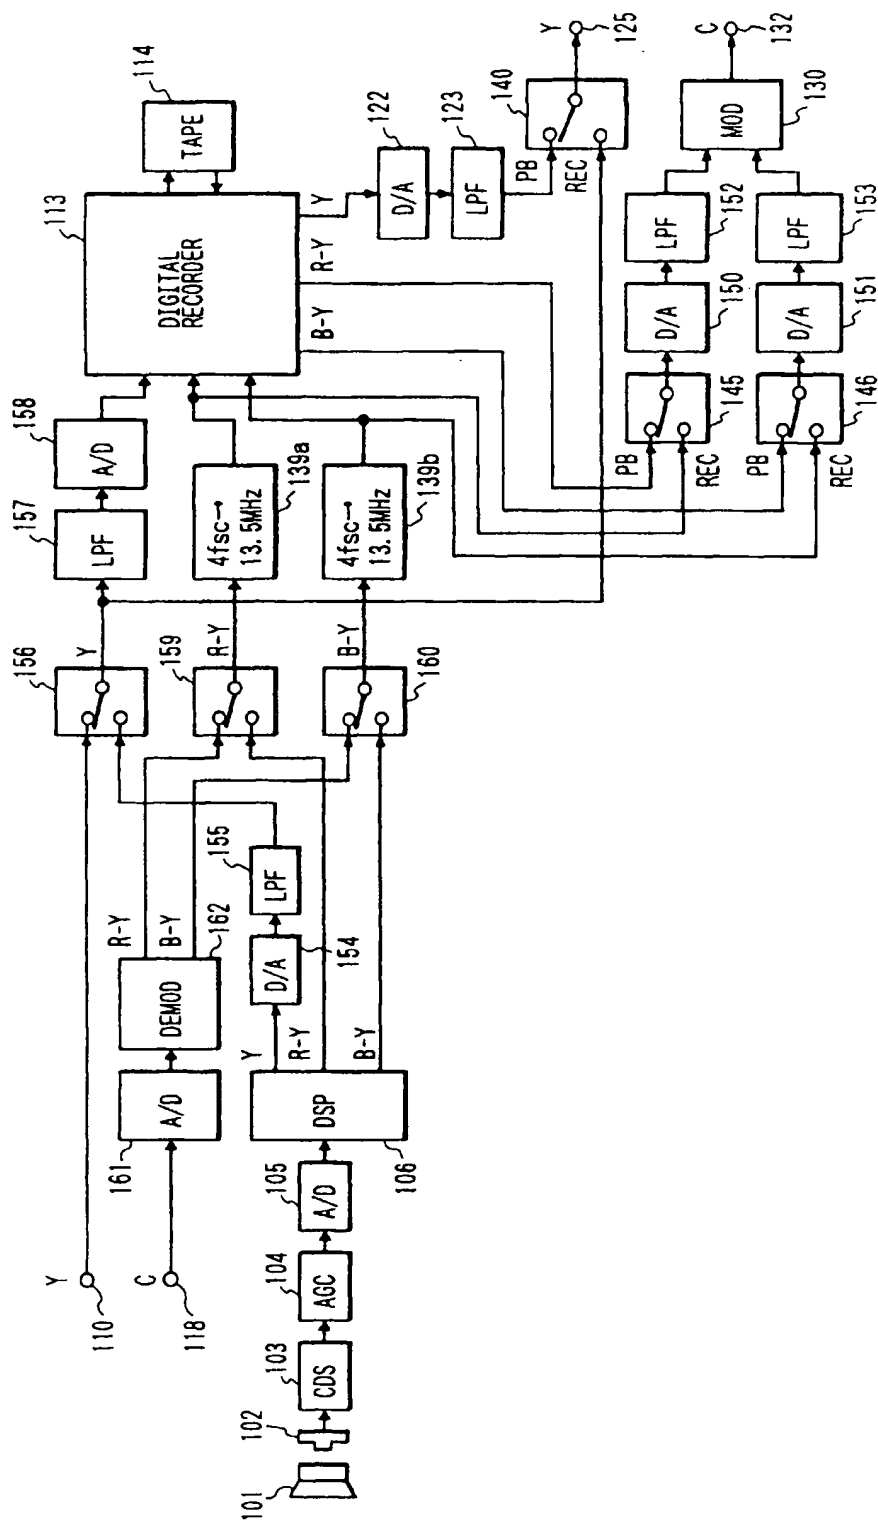 Y
110
C
118
101
102
CDS
103
AGC
104
A/D
105
DSP
106
A/D
161
DEMOD
162
R-Y
B-Y
Y
R-Y
B-Y
D/A
154
LPF
155
156
159
160
Y
R-Y
B-Y
LPF
157
A/D
158
4fsc→
13.5MHz
139a
4fsc→
13.5MHz
139b
DIGITAL
RECORDER
113
TAPE
114
Y
R-Y
B-Y
D/A
122
LPF
123
PB
REC
140
Y
125
PB
REC
145
PB
REC
146
D/A
150
D/A
151
LPF
152
LPF
153
MOD
130
C
132